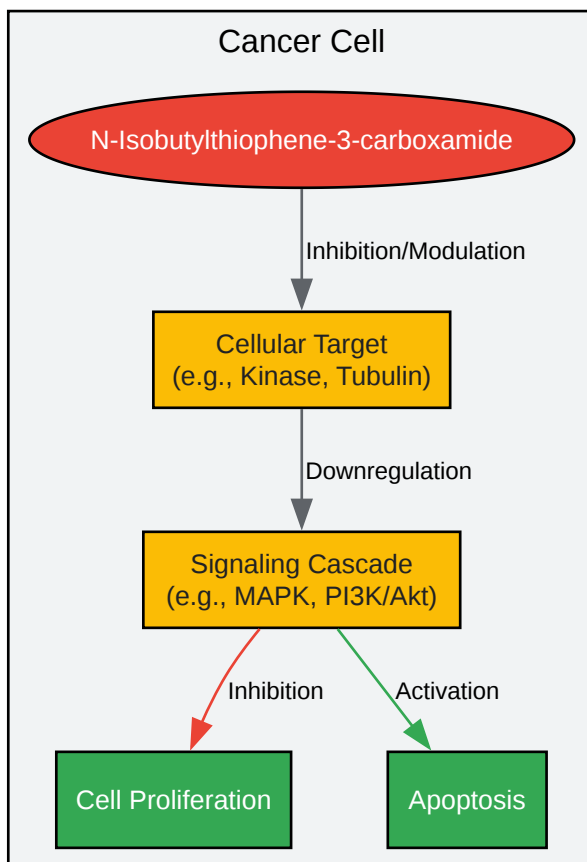 Cancer Cell
N-Isobutylthiophene-3-carboxamide
Inhibition/Modulation
Cellular Target
(e.g., Kinase, Tubulin)
Downregulation
Signaling Cascade
(e.g., MAPK, PI3K/Akt)
Inhibition
Activation
Cell Proliferation
Apoptosis